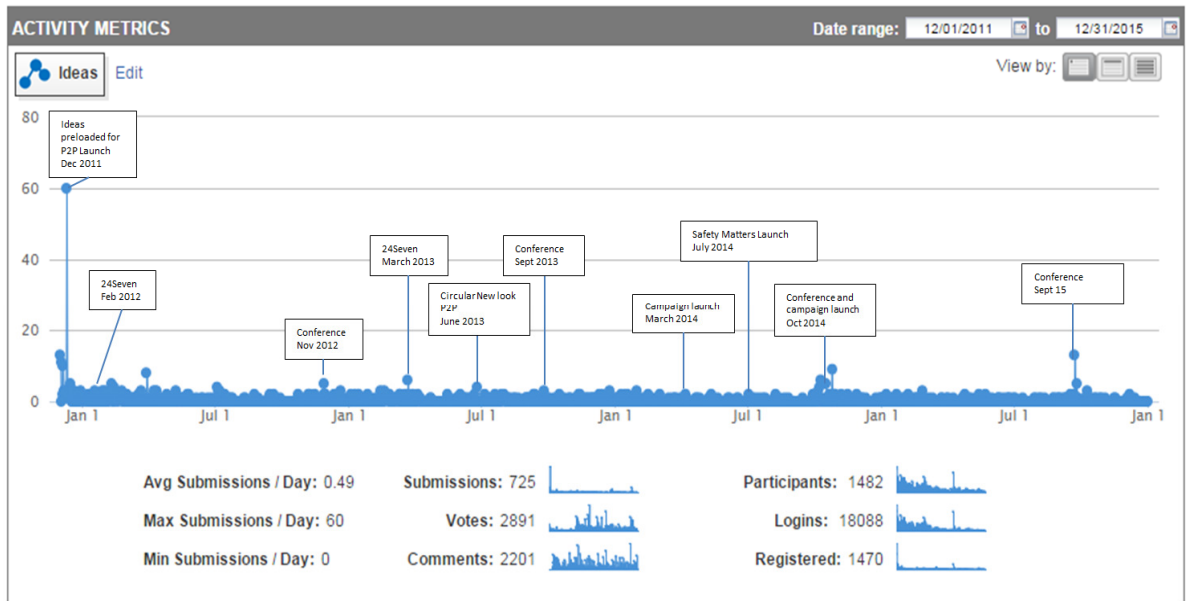 ACTIVITY METRICS
Date range: 12/01/2011 to 12/31/2015
Ideas Edit
View by:
80
Ideas
preloaded for
P2P Launch
Dec 2011
60
40
24Seven
Feb 2012
Conference
Nov 2012
24Seven
March 2013
Circular New look
P2P
June 2013
Conference
Sept 2013
Campaign launch
March 2014
Safety Matters Launch
July 2014
Conference and
campaign launch
Oct 2014
Conference
Sept 15
20
0
Jan 1 Jul 1 Jan 1 Jul 1 Jan 1 Jul 1 Jan 1 Jul 1 Jan 1
Avg Submissions / Day: 0.49 Submissions: 725 Participants: 1482
Max Submissions / Day: 60 Votes: 2891 Logins: 18088
Min Submissions / Day: 0 Comments: 2201 Registered: 1470